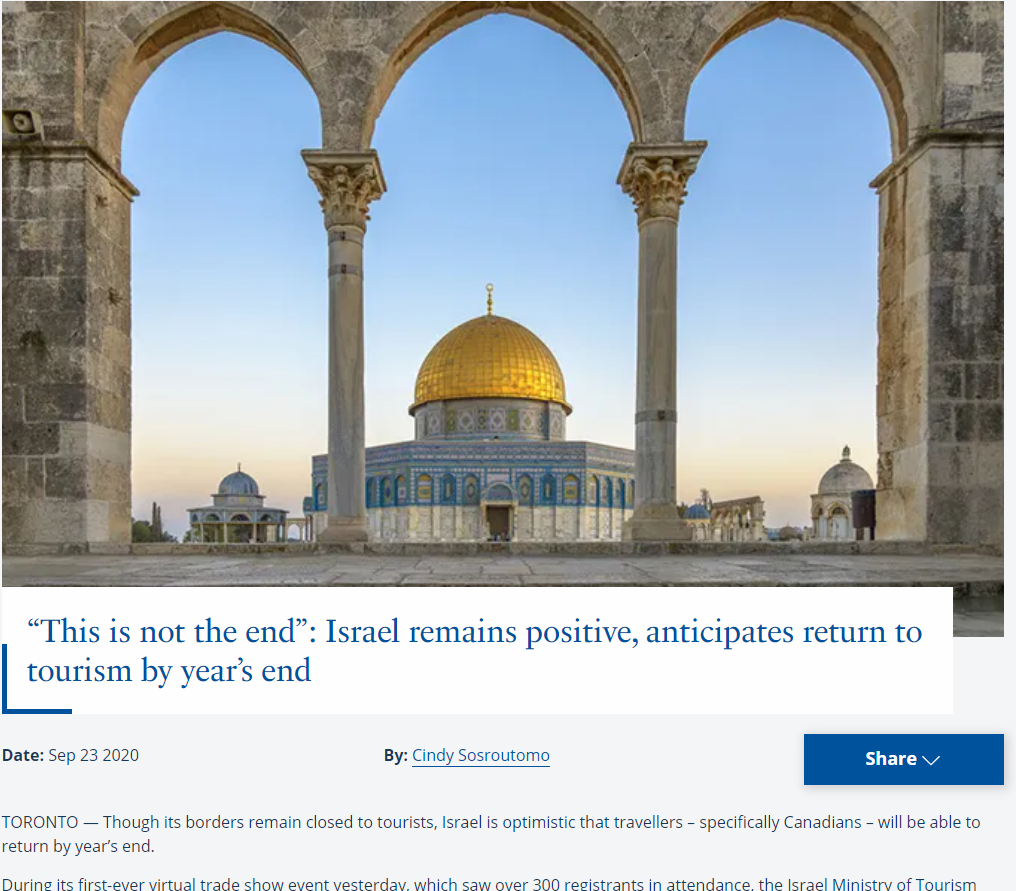 “This is not the end”: Israel remains positive, anticipates return to
tourism by year’s end
Date: Sep 23 2020
By: Cindy Sosroutomo
Share
TORONTO — Though its borders remain closed to tourists, Israel is optimistic that travellers – specifically Canadians – will be able to
return by year’s end.
During its first-ever virtual trade show event yesterday, which saw over 300 registrants in attendance, the Israel Ministry of Tourism